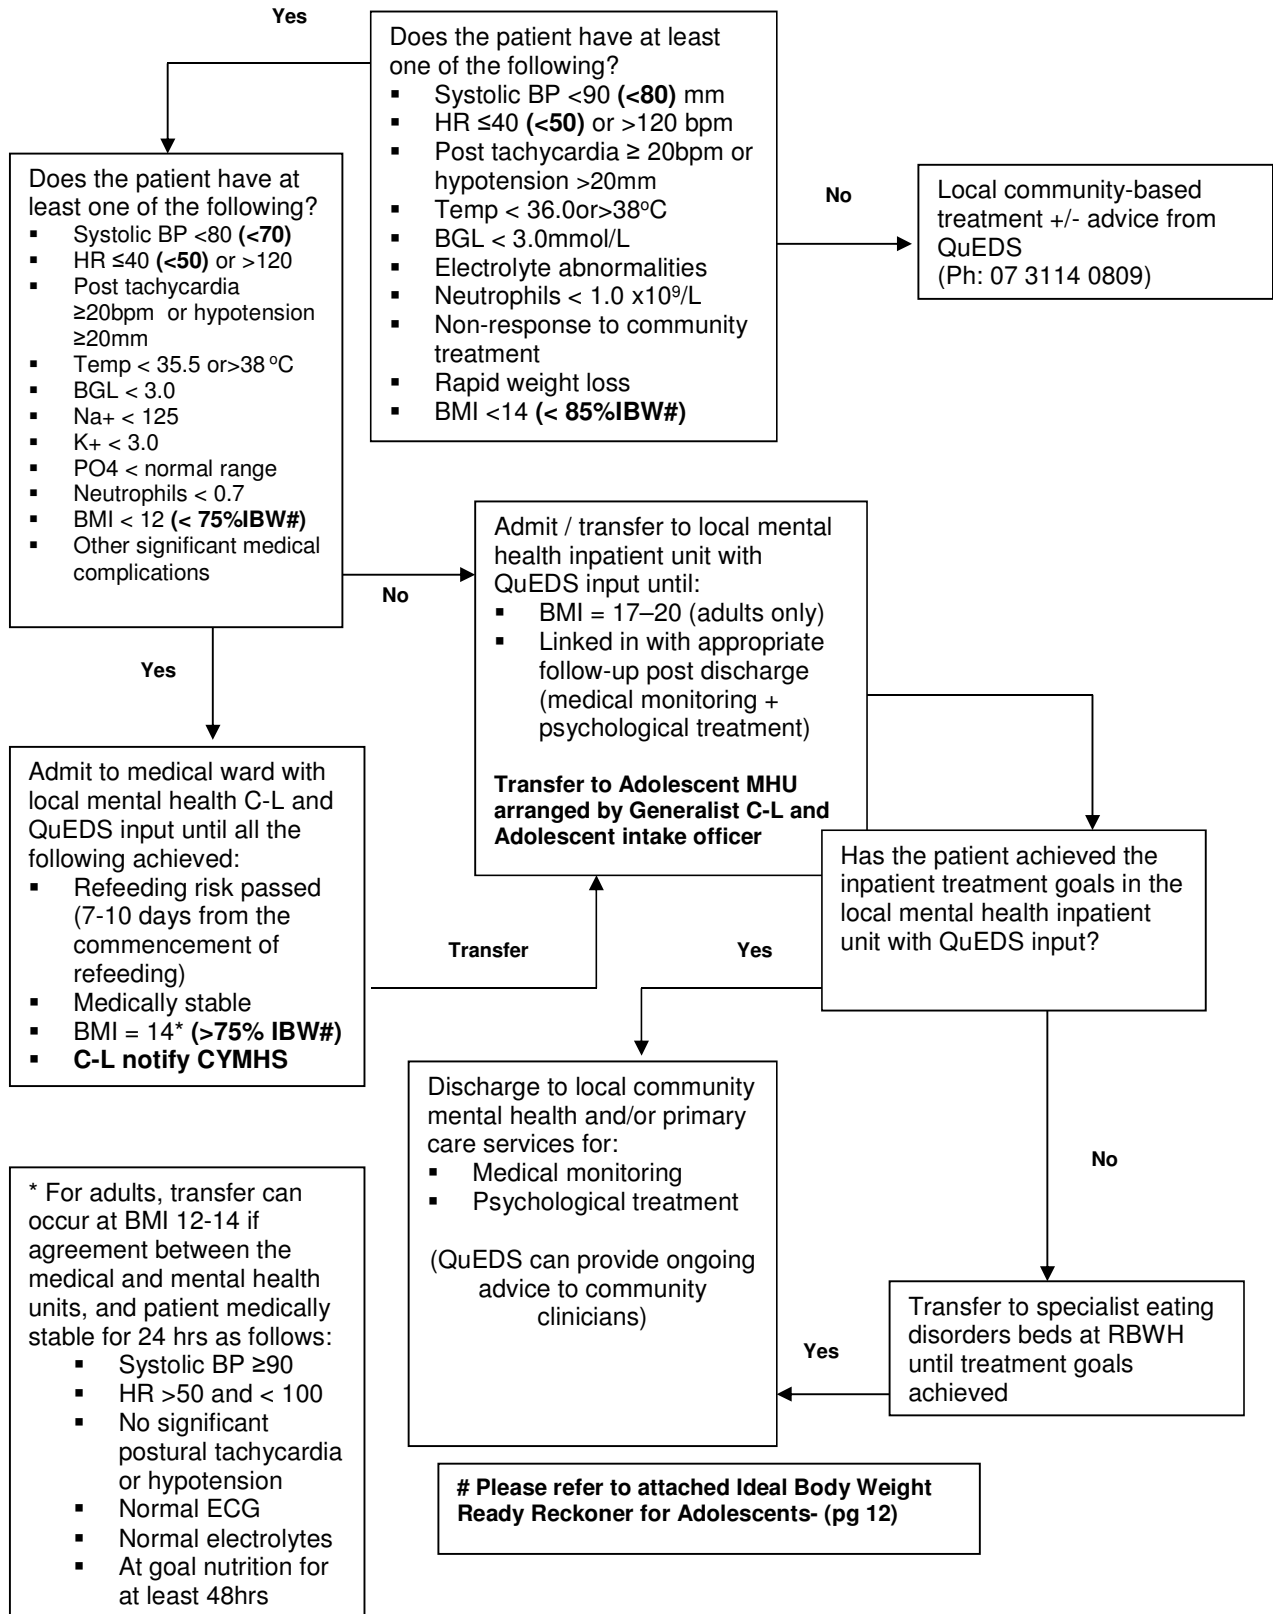 Yes
Does the patient have at least
one of the following?
▪ Systolic BP <90 (<80) mm
▪ HR ≤40 (<50) or >120 bpm
▪ Post tachycardia ≥ 20bpm or
hypotension >20mm
▪ Temp < 36.0or>38ºC
▪ BGL < 3.0mmol/L
▪ Electrolyte abnormalities
▪ Neutrophils < 1.0 x10⁹/L
▪ Non-response to community
treatment
▪ Rapid weight loss
▪ BMI <14 (< 85%IBW#)
No
Local community-based
treatment +/- advice from
QuEDS
(Ph: 07 3114 0809)
Does the patient have at
least one of the following?
▪ Systolic BP <80 (<70)
▪ HR ≤40 (<50) or >120
▪ Post tachycardia
≥20bpm or hypotension
≥20mm
▪ Temp < 35.5 or>38 ºC
▪ BGL < 3.0
▪ Na+ < 125
▪ K+ < 3.0
▪ PO4 < normal range
▪ Neutrophils < 0.7
▪ BMI < 12 (< 75%IBW#)
▪ Other significant medical
complications
No
Yes
Admit / transfer to local mental
health inpatient unit with
QuEDS input until:
▪ BMI = 17–20 (adults only)
▪ Linked in with appropriate
follow-up post discharge
(medical monitoring +
psychological treatment)
Transfer to Adolescent MHU
arranged by Generalist C-L and
Adolescent intake officer
Admit to medical ward with
local mental health C-L and
QuEDS input until all the
following achieved:
▪ Refeeding risk passed
(7-10 days from the
commencement of
refeeding)
▪ Medically stable
▪ BMI = 14* (>75% IBW#)
▪ C-L notify CYMHS
Transfer
Has the patient achieved the
inpatient treatment goals in the
local mental health inpatient
unit with QuEDS input?
Yes
No
Discharge to local community
mental health and/or primary
care services for:
▪ Medical monitoring
▪ Psychological treatment
(QuEDS can provide ongoing
advice to community
clinicians)
Transfer to specialist eating
disorders beds at RBWH
until treatment goals
achieved
Yes
* For adults, transfer can
occur at BMI 12-14 if
agreement between the
medical and mental health
units, and patient medically
stable for 24 hrs as follows:
▪ Systolic BP ≥90
▪ HR >50 and < 100
▪ No significant
postural tachycardia
or hypotension
▪ Normal ECG
▪ Normal electrolytes
▪ At goal nutrition for
at least 48hrs
# Please refer to attached Ideal Body Weight
Ready Reckoner for Adolescents- (pg 12)